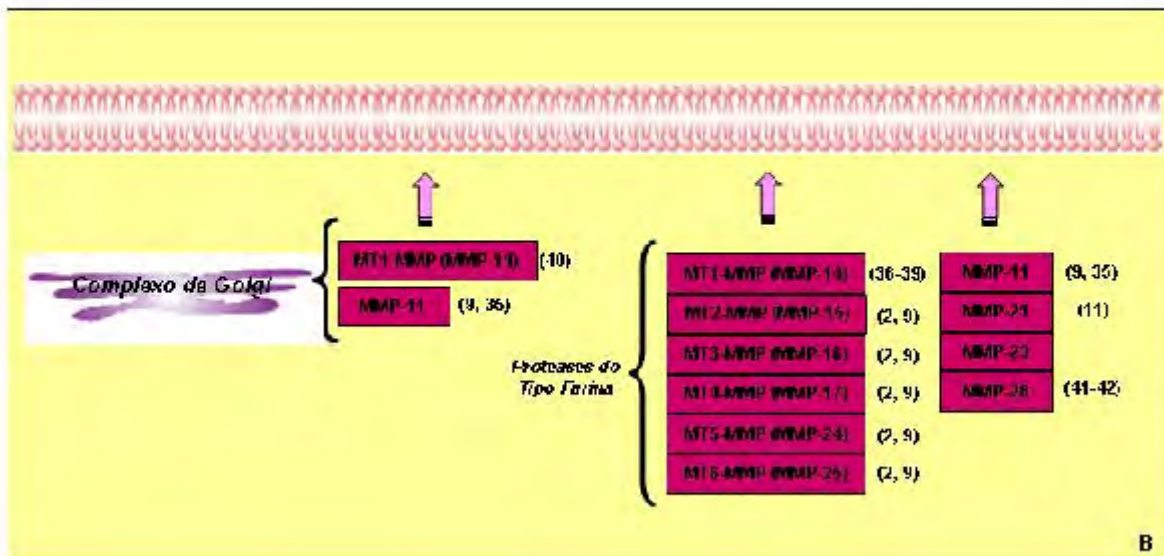 Complexo de Golgi
MT1-MMP (MMP-14) (40)
MMP-11 (9, 35)
Proteases do
Tipo Furina
MT1-MMP (MMP-14) (36-39)
MT2-MMP (MMP-15) (2, 9)
MT3-MMP (MMP-16) (2, 9)
MT4-MMP (MMP-17) (2, 9)
MT5-MMP (MMP-24) (2, 9)
MT6-MMP (MMP-25) (2, 9)
MMP-11 (9, 35)
MMP-21 (11)
MMP-23
MMP-28 (41-42)
B